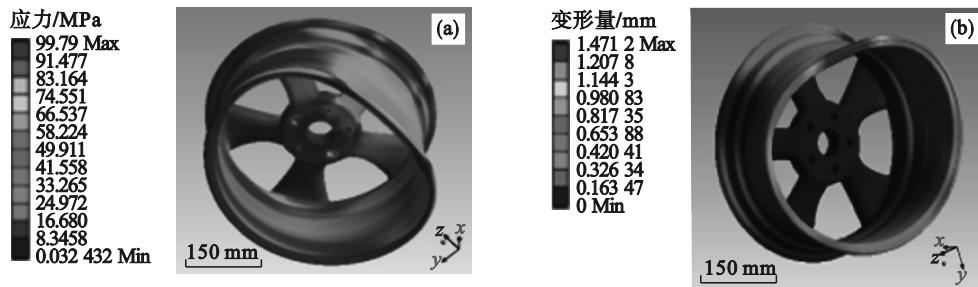 应力/MPa
99.79 Max
91.477
83.164
74.551
66.537
58.224
49.911
41.558
33.265
24.972
16.680
8.3458
0.032 432 Min
(a)
150 mm
z
x
y
变形量/mm
1.471 2 Max
1.207 8
1.144 3
0.980 83
0.817 35
0.653 88
0.420 41
0.326 34
0.163 47
0 Min
(b)
150 mm
x
z
y